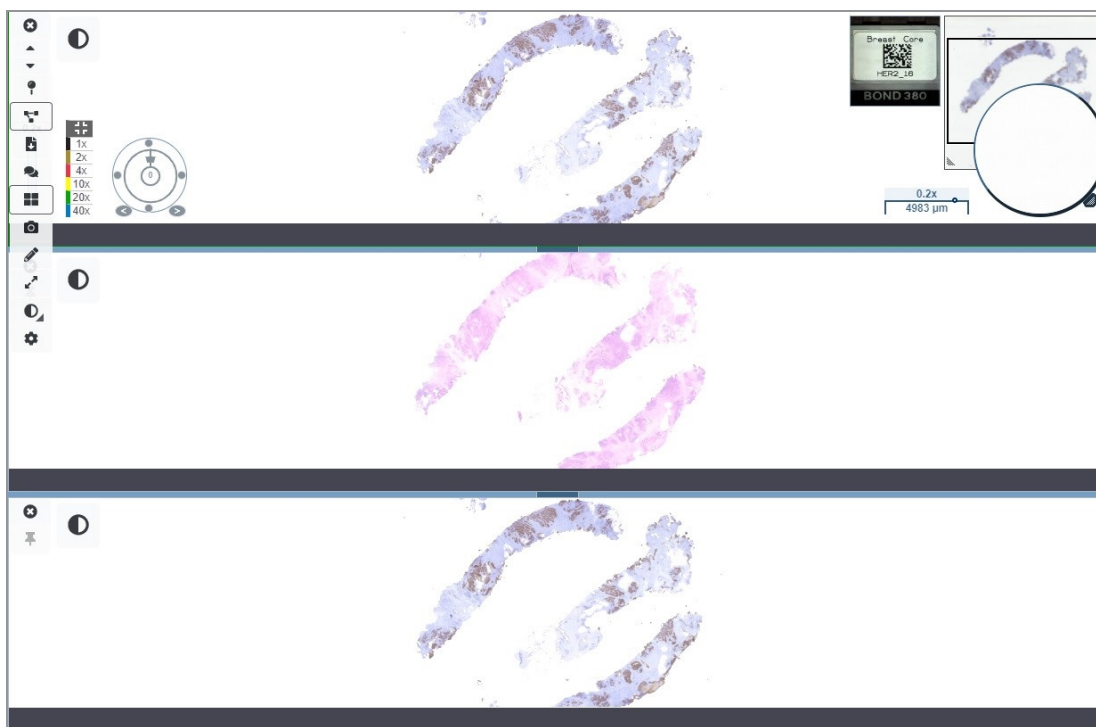 Breast Core
HER2_18
BOND 380
1x
2x
4x
10x
20x
40x
0
0.2x
4983 µm